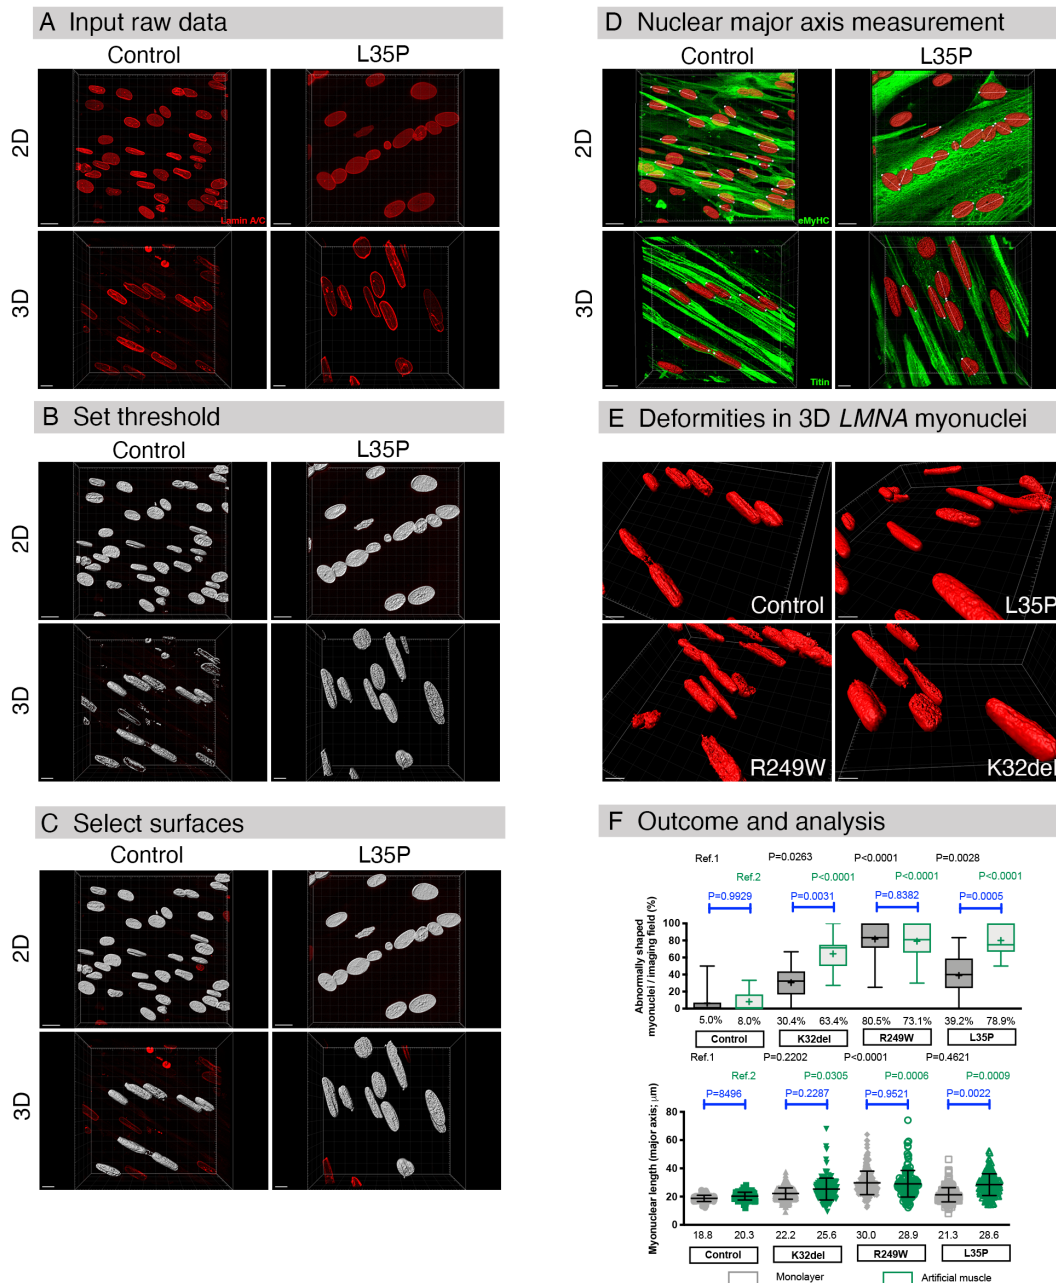 A Input raw data
Control L35P
2D
Lamin A/C
3D
B Set threshold
Control L35P
2D
3D
C Select surfaces
Control L35P
2D
3D
D Nuclear major axis measurement
Control L35P
2D
eMyHC
3D
Titin
E Deformities in 3D LMNA myonuclei
Control L35P
R249W K32del
F Outcome and analysis
Ref.1 P=0.0263 P<0.0001 P=0.0028
Ref.2 P<0.0001 P<0.0001 P<0.0001
P=0.9929 P=0.0031 P=0.8382 P=0.0005
Abnormally shaped
myonuclei / imaging field (%)
100
80
60
40
20
0
5.0% 8.0% 30.4% 63.4% 80.5% 73.1% 39.2% 78.9%
Control K32del R249W L35P
Ref.1 P=0.2202 P<0.0001 P=0.4621
Ref.2 P=0.0305 P=0.0006 P=0.0009
P=8496 P=0.2287 P=0.9521 P=0.0022
Myonuclear length (major axis; μm)
80
60
40
20
0
18.8 20.3 22.2 25.6 30.0 28.9 21.3 28.6
Control K32del R249W L35P
Monolayer Artificial muscle